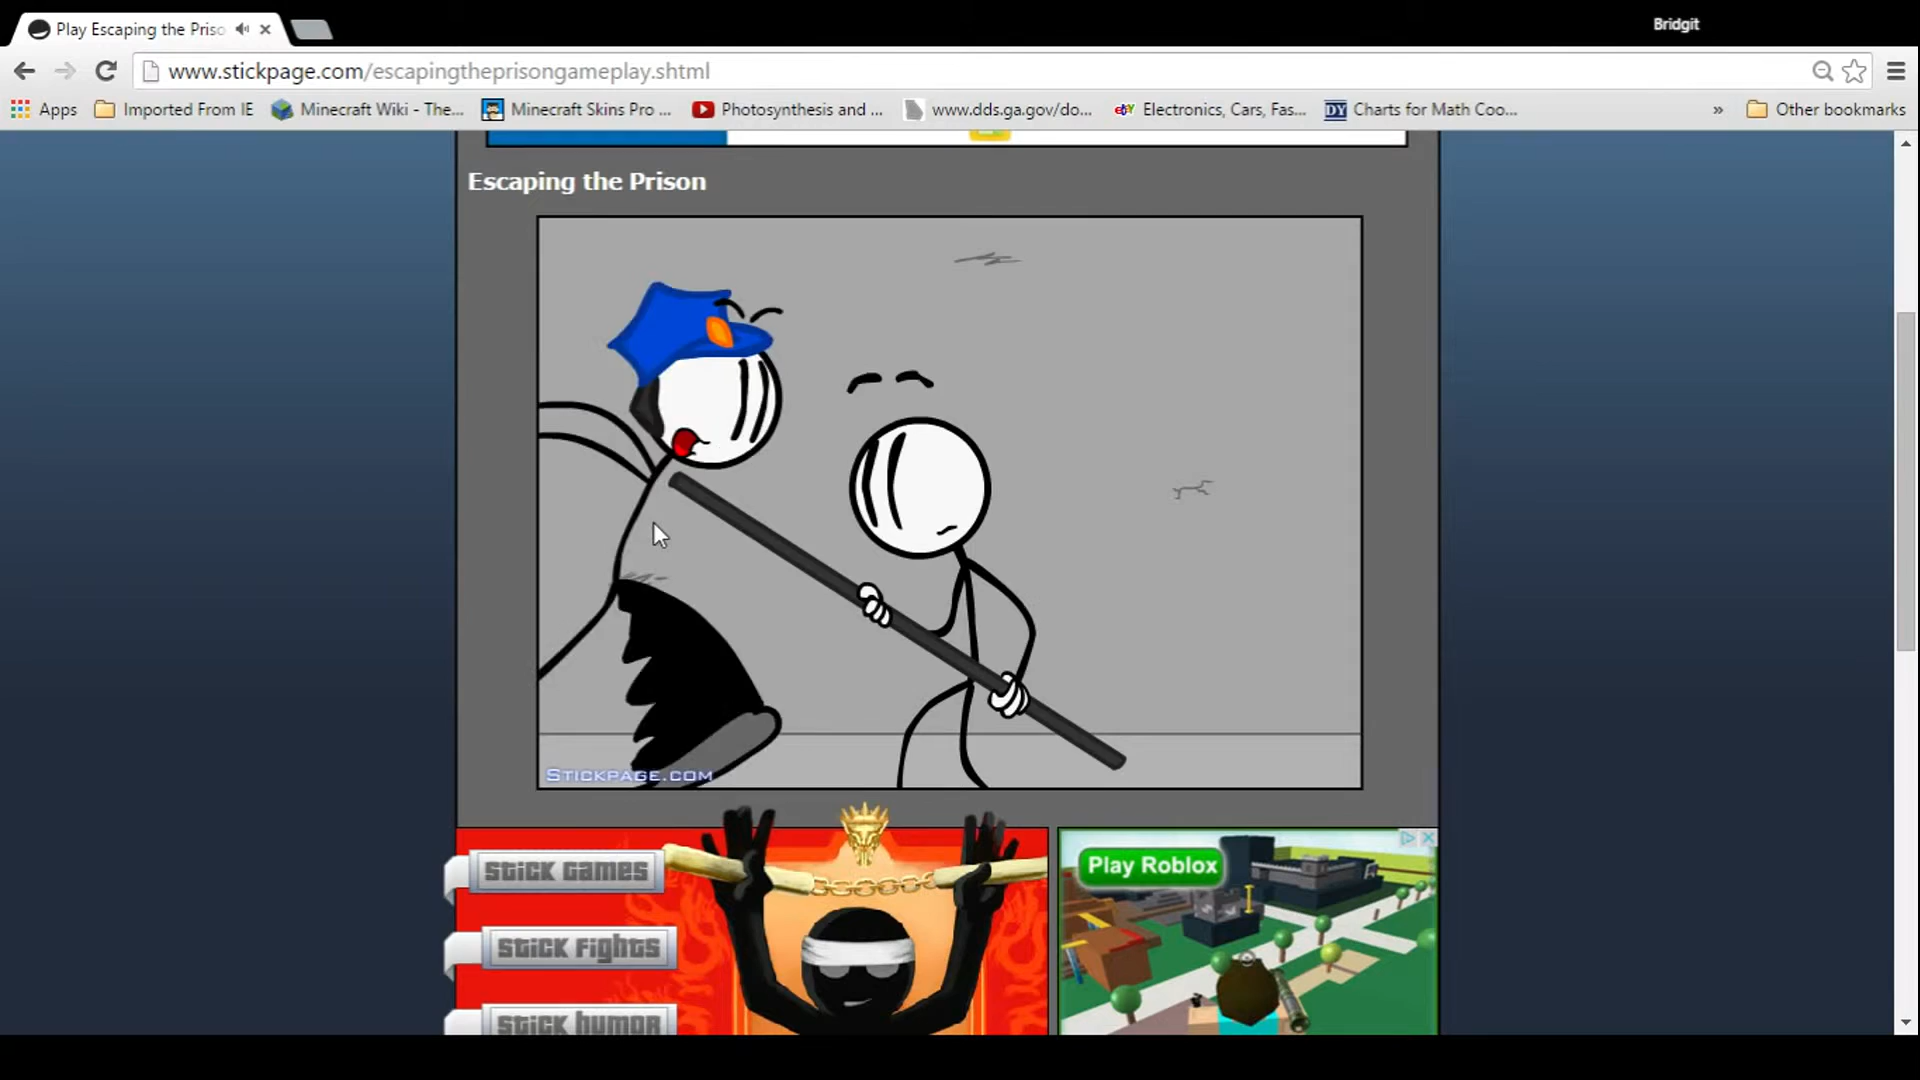 Play Escaping the Priso
Bridgit
www.stickpage.com/escapingtheprisongameplay.shtml
Apps
Imported From IE
Minecraft Wiki - The...
Minecraft Skins Pro ...
Photosynthesis and ...
www.dds.ga.gov/do...
ebay
Electronics, Cars, Fas...
DY
Charts for Math Coo...
»
Other bookmarks
Escaping the Prison
STICKPAGE.COM
STICK GAMES
STICK FIGHTS
STICK HUMOR
Play Roblox